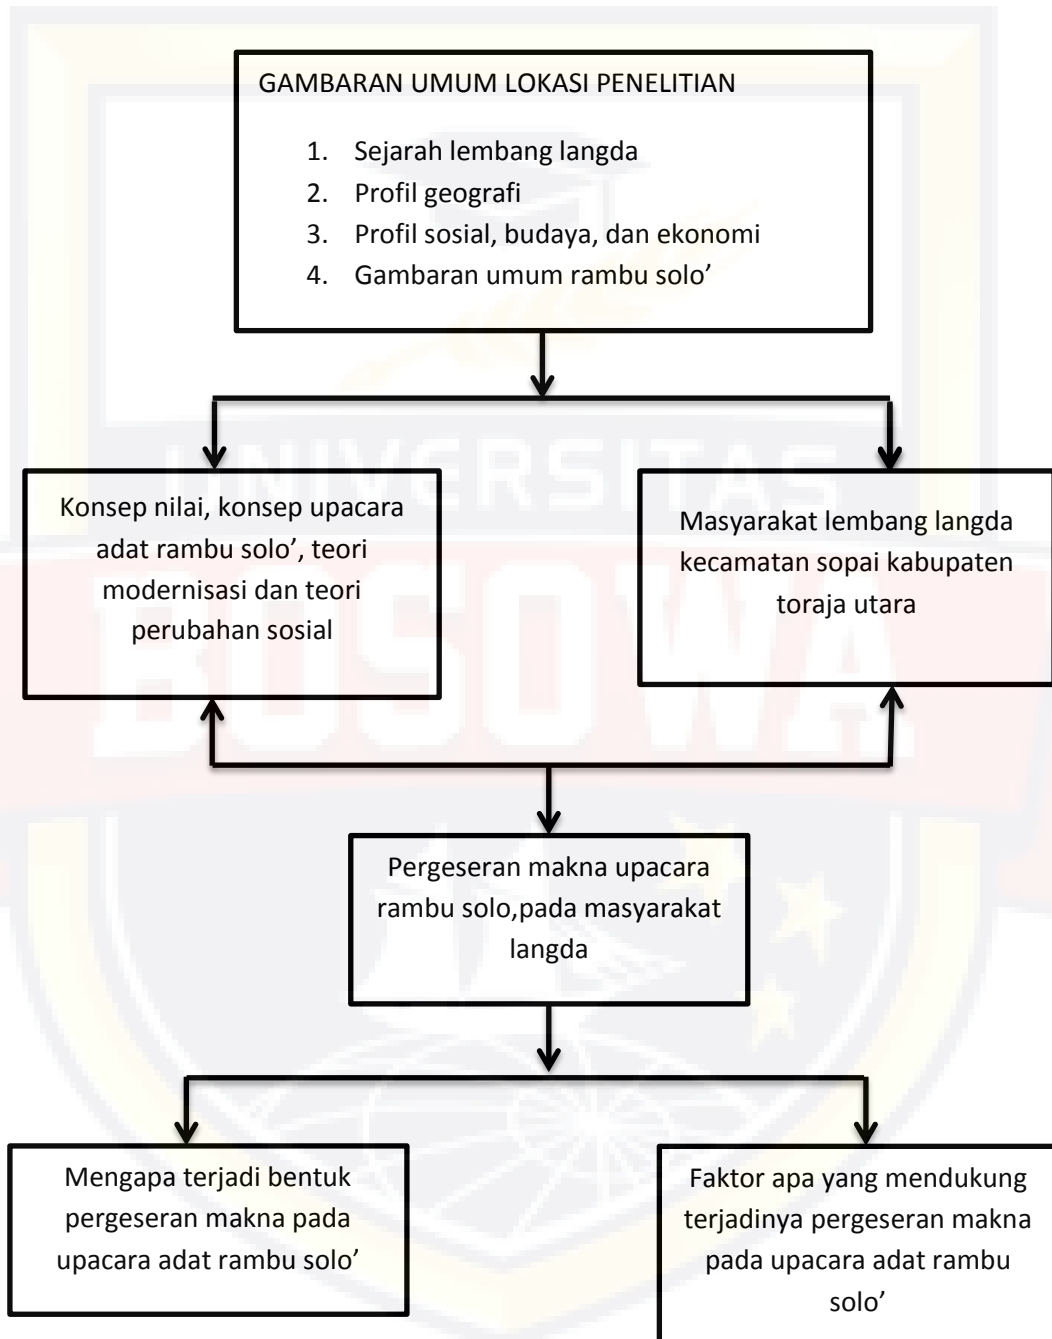 GAMBARAN UMUM LOKASI PENELITIAN
1. Sejarah lembang langda
2. Profil geografi
3. Profil sosial, budaya, dan ekonomi
4. Gambaran umum rambu solo’
UNIVERSITAS
BOSOWA
Konsep nilai, konsep upacara
adat rambu solo’, teori
modernisasi dan teori
perubahan sosial
Masyarakat lembang langda
kecamatan sopai kabupaten
toraja utara
Pergeseran makna upacara
rambu solo,pada masyarakat
langda
Mengapa terjadi bentuk
pergeseran makna pada
upacara adat rambu solo’
Faktor apa yang mendukung
terjadinya pergeseran makna
pada upacara adat rambu
solo’